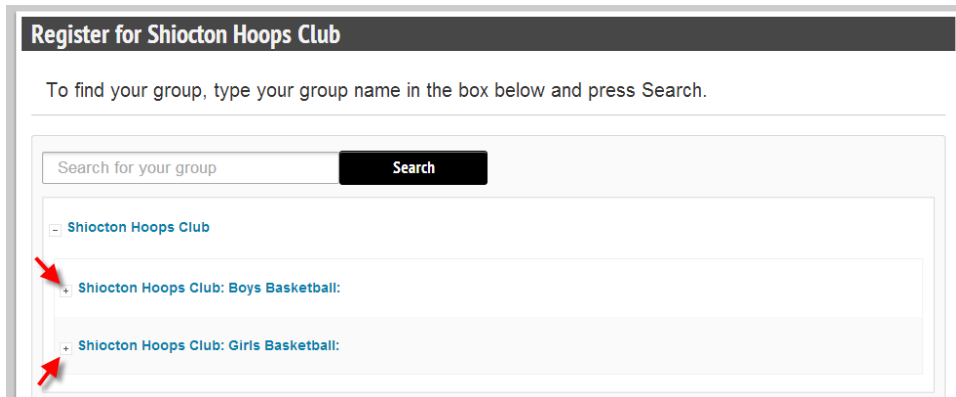 Register for Shiocton Hoops Club
To find your group, type your group name in the box below and press Search.
Search for your group
Search
- Shiocton Hoops Club
+ Shiocton Hoops Club: Boys Basketball:
+ Shiocton Hoops Club: Girls Basketball: